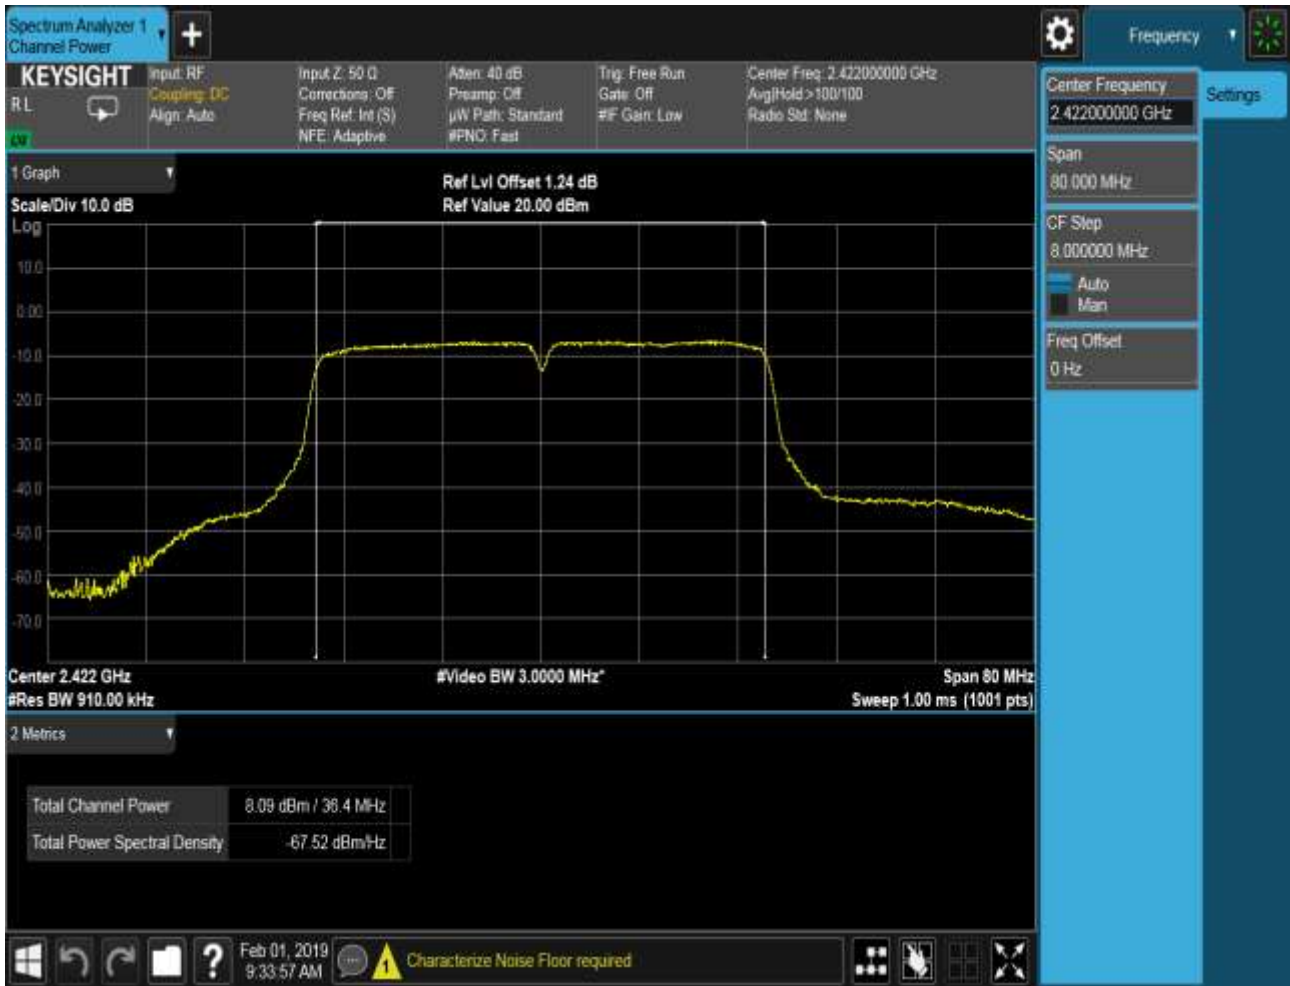 Spectrum Analyzer 1
Channel Power
Frequency
KEYSIGHT
RL
LXI
Input: RF
Coupling: DC
Align: Auto
Input Z: 50 Ω
Corrections: Off
Freq Ref: Int (S)
NFE: Adaptive
Atten: 40 dB
Preamp: Off
µW Path: Standard
#PNO: Fast
Trig: Free Run
Gate: Off
#IF Gain: Low
Center Freq: 2.422000000 GHz
Avg|Hold:>100/100
Radio Std: None
Center Frequency
2.422000000 GHz
Settings
Span
80.000 MHz
CF Step
8.000000 MHz
Auto
Man
Freq Offset
0 Hz
1 Graph
Scale/Div 10.0 dB
Ref Lvl Offset 1.24 dB
Ref Value 20.00 dBm
Log
10.0
0.00
-10.0
-20.0
-30.0
-40.0
-50.0
-60.0
-70.0
Center 2.422 GHz
#Video BW 3.0000 MHz*
Span 80 MHz
#Res BW 910.00 kHz
Sweep 1.00 ms (1001 pts)
2 Metrics
Total Channel Power 8.09 dBm / 36.4 MHz
Total Power Spectral Density -67.52 dBm/Hz
?
Feb 01, 2019
9:33:57 AM
1
Characterize Noise Floor required